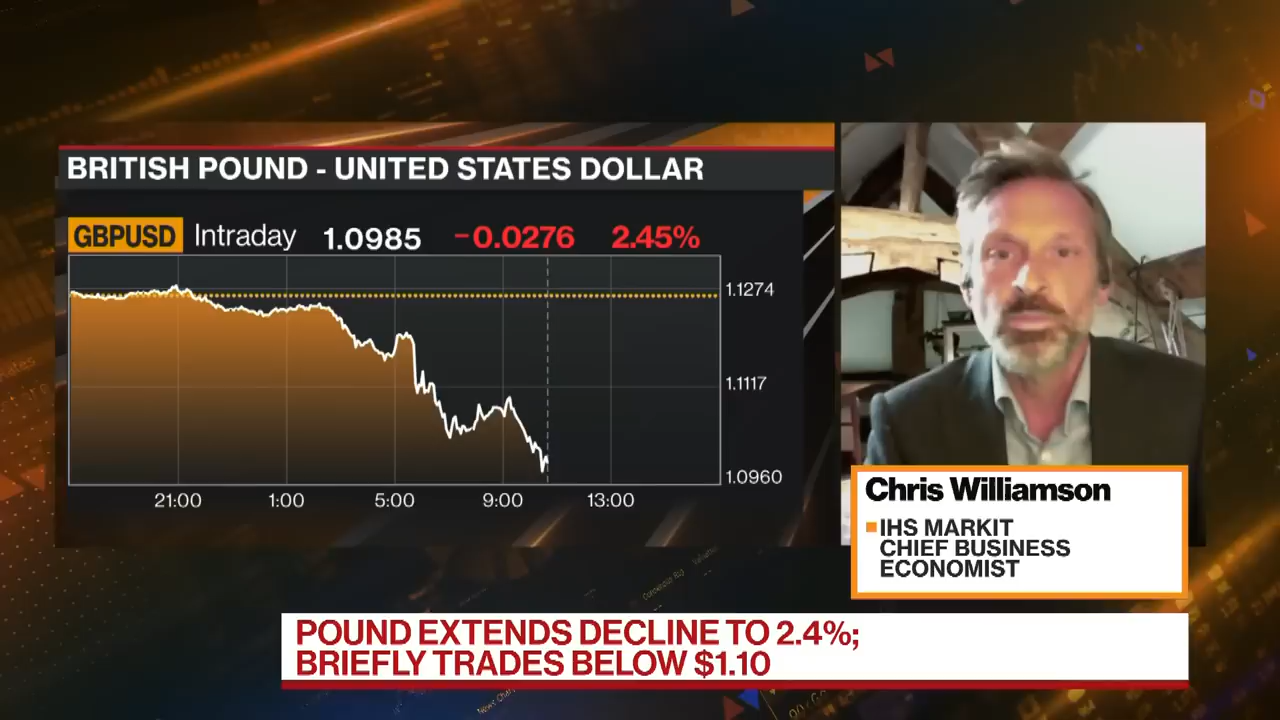 BRITISH POUND - UNITED STATES DOLLAR
GBPUSD Intraday 1.0985 -0.0276 2.45%
1.1274
1.1117
1.0960
21:00 1:00 5:00 9:00 13:00
Chris Williamson
IHS MARKIT
CHIEF BUSINESS
ECONOMIST
POUND EXTENDS DECLINE TO 2.4%;
BRIEFLY TRADES BELOW $1.10